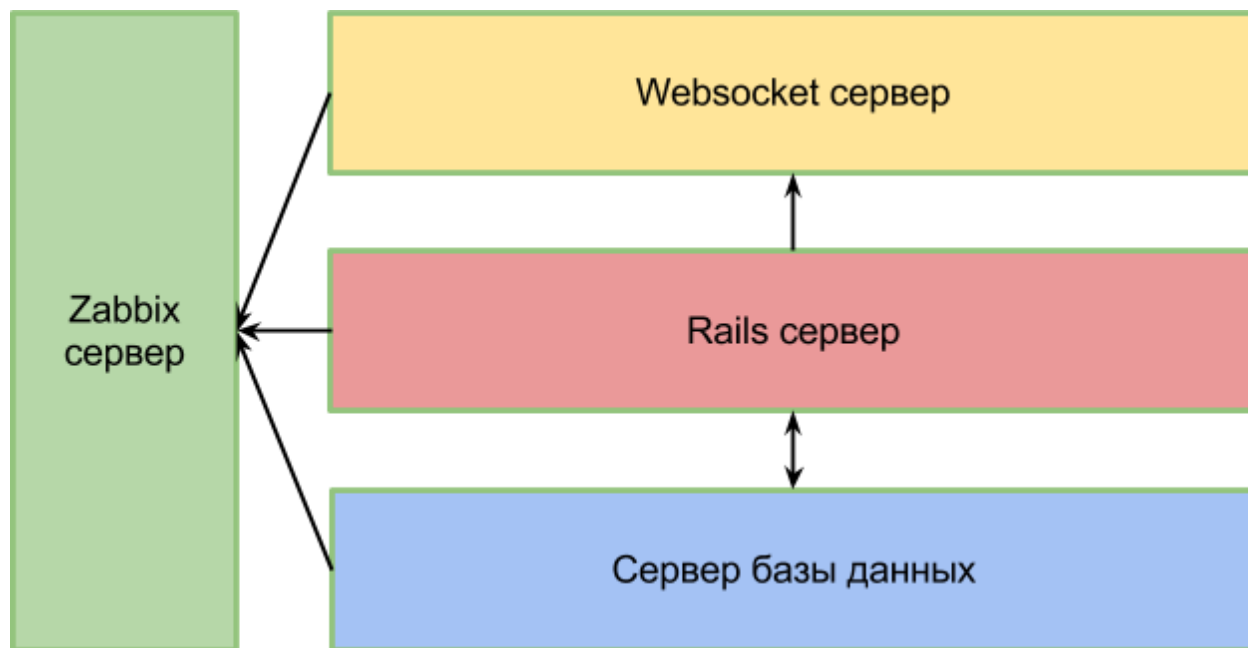 Websocket сервер
Zabbix
сервер
Rails сервер
Сервер базы данных